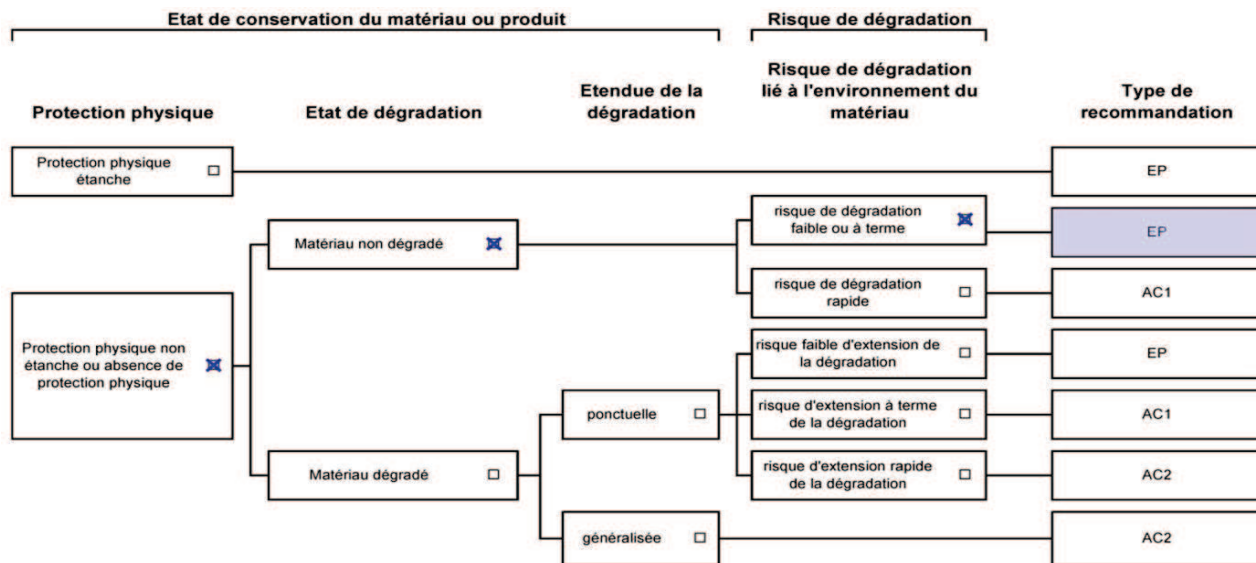 Etat de conservation du matériau ou produit
Risque de dégradation
Protection physique
Etat de dégradation
Etendue de la
dégradation
Risque de dégradation
lié à l'environnement du
matériau
Type de
recommandation
Protection physique
étanche
EP
risque de dégradation
faible ou à terme
EP
Matériau non dégradé
risque de dégradation
rapide
AC1
Protection physique non
étanche ou absence de
protection physique
risque faible d'extension de
la dégradation
EP
ponctuelle
risque d'extension à terme
de la dégradation
AC1
Matériau dégradé
risque d'extension rapide
de la dégradation
AC2
généralisée
AC2